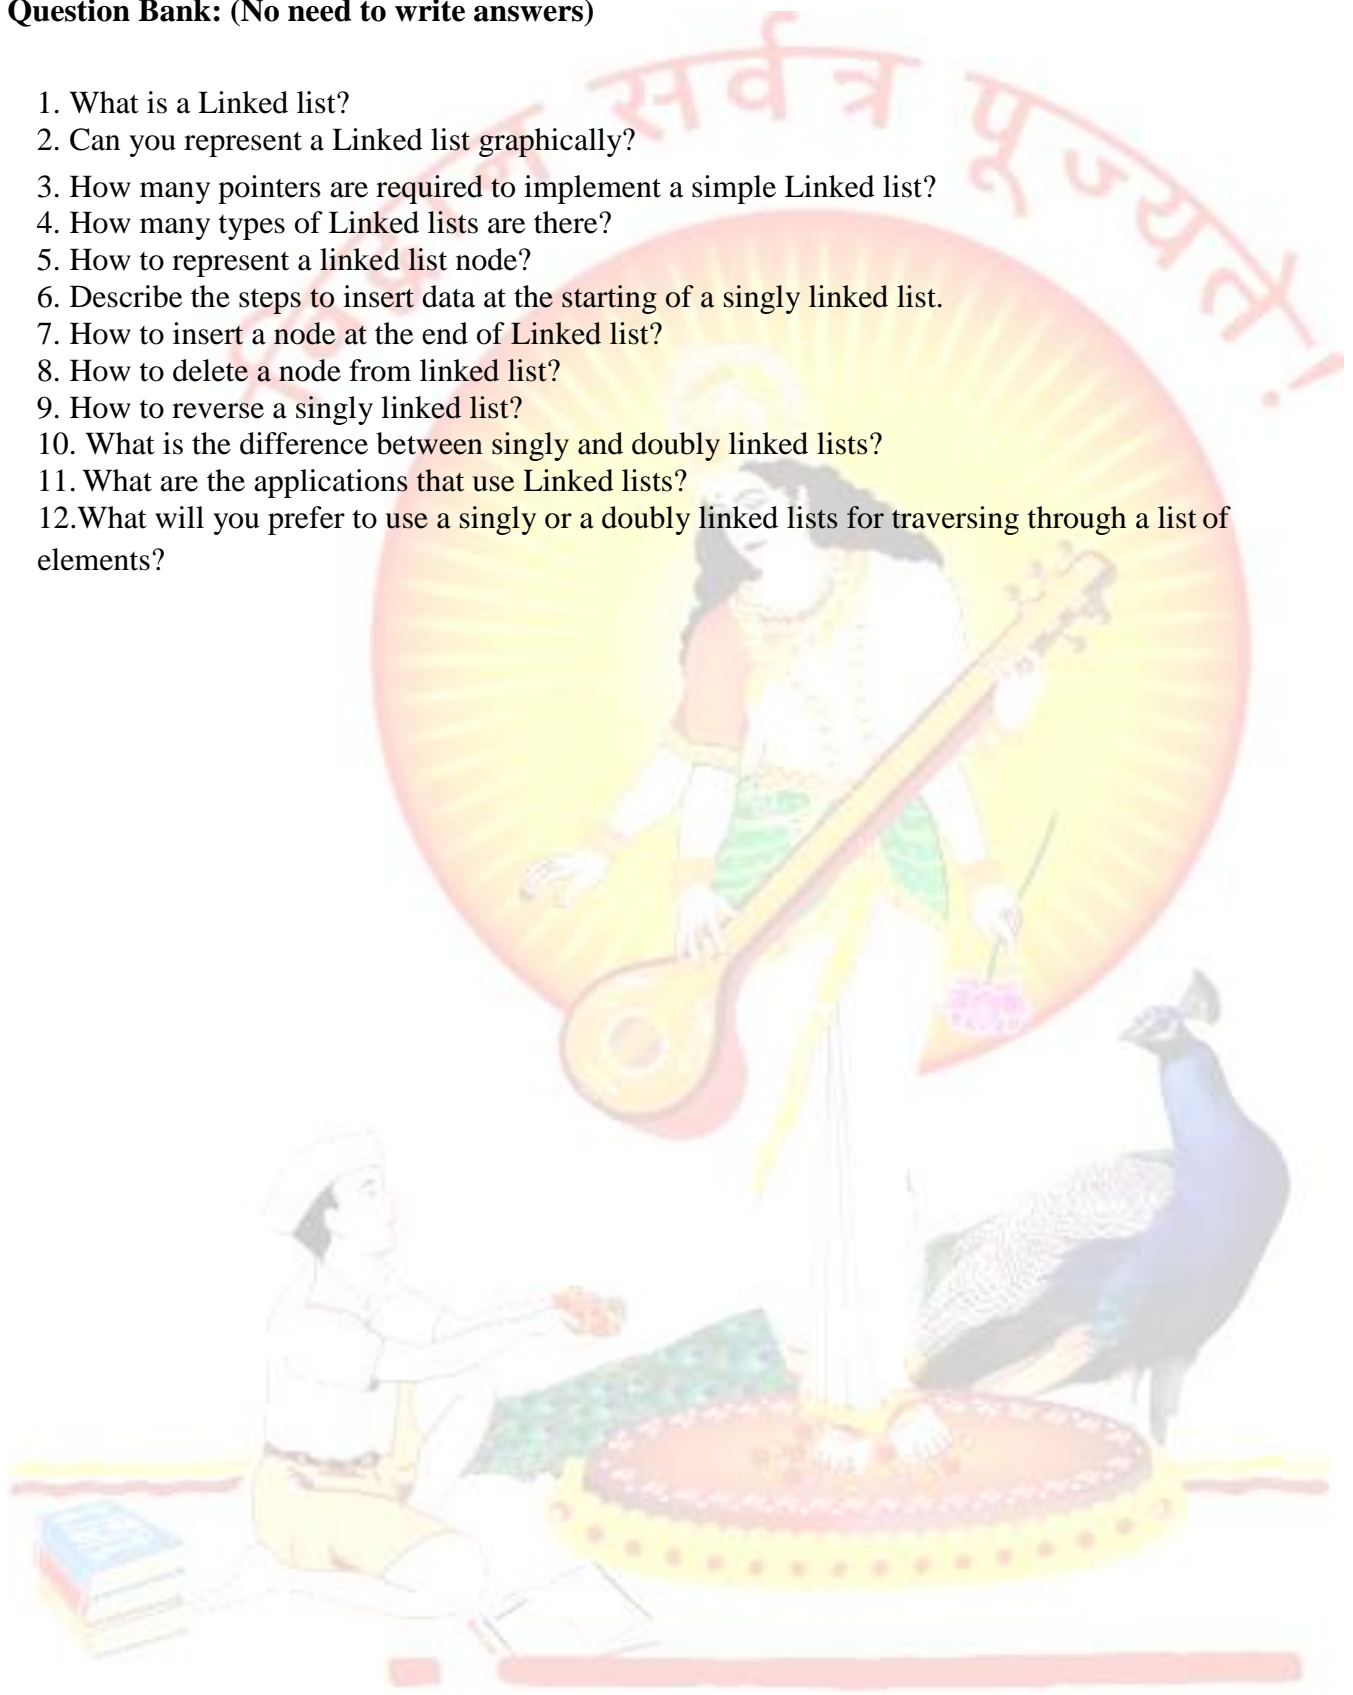 Question Bank: (No need to write answers)
विद्वान सर्वत्र पूज्यते!
1. What is a Linked list?
2. Can you represent a Linked list graphically?
3. How many pointers are required to implement a simple Linked list?
4. How many types of Linked lists are there?
5. How to represent a linked list node?
6. Describe the steps to insert data at the starting of a singly linked list.
7. How to insert a node at the end of Linked list?
8. How to delete a node from linked list?
9. How to reverse a singly linked list?
10. What is the difference between singly and doubly linked lists?
11. What are the applications that use Linked lists?
12.What will you prefer to use a singly or a doubly linked lists for traversing through a list of
elements?